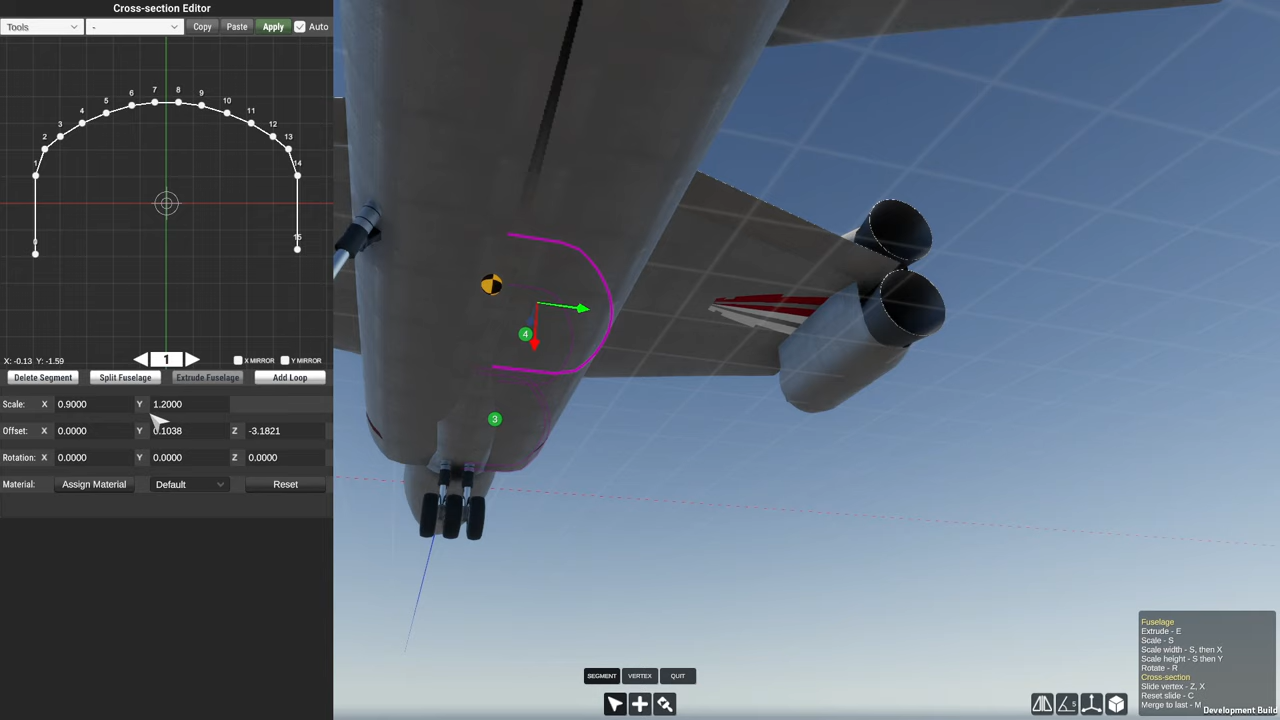 Cross-section Editor
Tools - Copy Paste Apply Auto
7 8
6 9
5 10
4 11
3 12
2 13
1 14
0 15
X: -0.13 Y: -1.59 1 X MIRROR Y MIRROR
Delete Segment Split Fuselage Extrude Fuselage Add Loop
Scale: X 0.9000 Y 1.2000
Offset: X 0.0000 Y 0.1038 Z -3.1821
Rotation: X 0.0000 Y 0.0000 Z 0.0000
Material: Assign Material Default Reset
4
3
SEGMENT VERTEX QUIT
5
Fuselage
Extrude - E
Scale - S
Scale width - S, then X
Scale height - S then Y
Rotate - R
Cross-section
Slide vertex - Z, X
Reset slide - C
Merge to last - M
Development Build